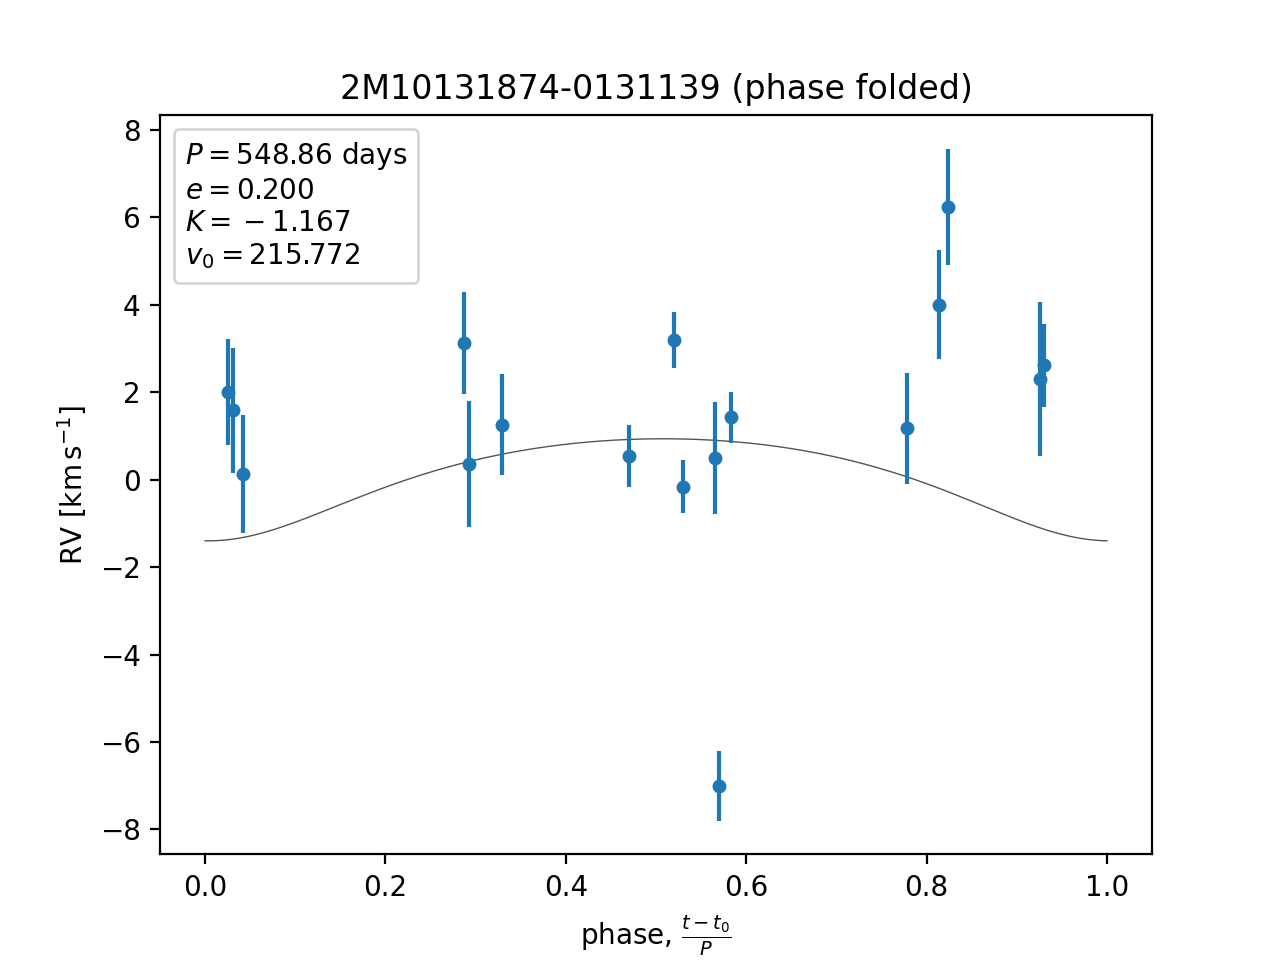 2M10131874-0131139 (phase folded)
P = 548.86 days
e = 0.200
K = −1.167
v₀ = 215.772
8
6
4
2
0
−2
−4
−6
−8
RV [km s⁻¹]
0.0 0.2 0.4 0.6 0.8 1.0
phase, (t − t₀)/P